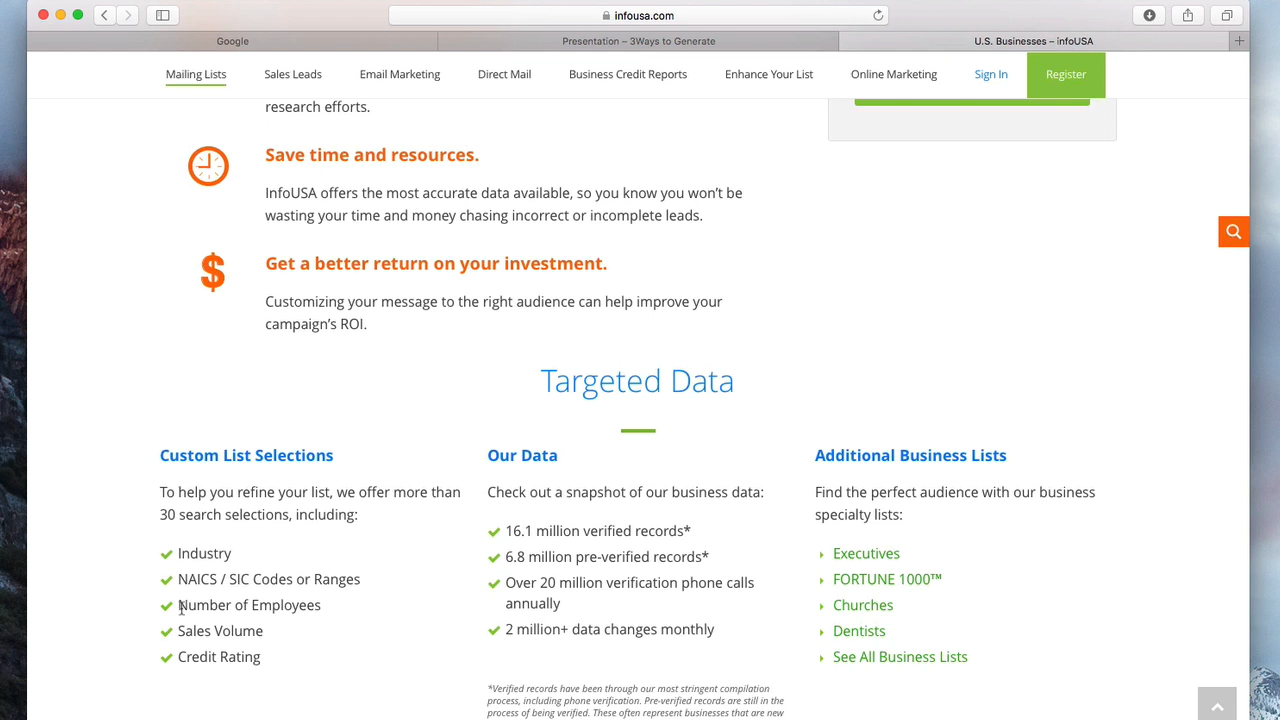 infousa.com
Google
Presentation – 3Ways to Generate
U.S. Businesses – infoUSA
Mailing Lists
Sales Leads
Email Marketing
Direct Mail
Business Credit Reports
Enhance Your List
Online Marketing
Sign In
Register
research efforts.
Save time and resources.
InfoUSA offers the most accurate data available, so you know you won’t be
wasting your time and money chasing incorrect or incomplete leads.
$
Get a better return on your investment.
Customizing your message to the right audience can help improve your
campaign’s ROI.
Targeted Data
Custom List Selections
To help you refine your list, we offer more than
30 search selections, including:
Industry
NAICS / SIC Codes or Ranges
Number of Employees
Sales Volume
Credit Rating
Our Data
Check out a snapshot of our business data:
16.1 million verified records*
6.8 million pre-verified records*
Over 20 million verification phone calls
annually
2 million+ data changes monthly
*Verified records have been through our most stringent compilation
process, including phone verification. Pre-verified records are still in the
process of being verified. These often represent businesses that are new
Additional Business Lists
Find the perfect audience with our business
specialty lists:
Executives
FORTUNE 1000™
Churches
Dentists
See All Business Lists